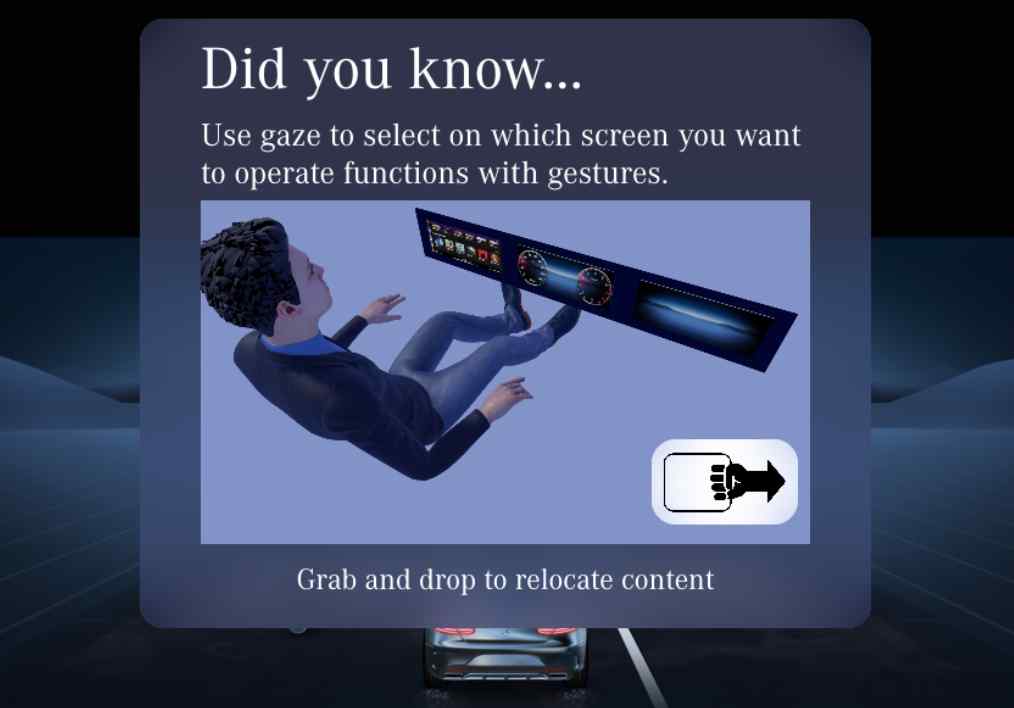 Did you know...
Use gaze to select on which screen you want
to operate functions with gestures.
Grab and drop to relocate content